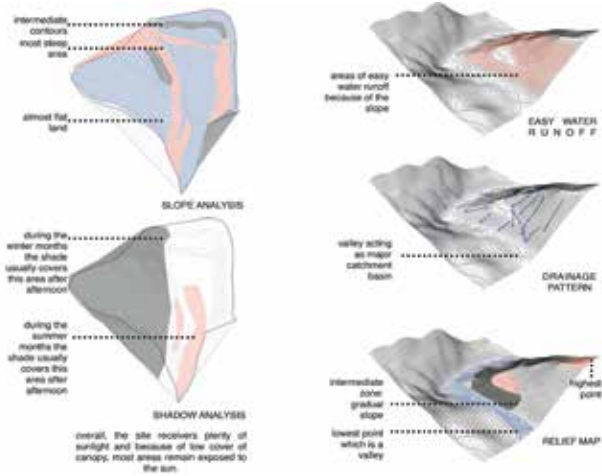 intermediate
contours
most steep
area
almost flat
land
SLOPE ANALYSIS
during the
winter months
the shade
usually covers
this area after
afternoon
during the
summer
months the
shade usually
covers this
area after
afternoon
SHADOW ANALYSIS
overall, the site receivers plenty of
sunlight and because of low cover of
canopy, most areas remain exposed to
the sun.
areas of easy
water runoff
because of the
slope
EASY WATER
RUNOFF
valley acting
as major
catchment
basin
DRAINAGE
PATTERN
intermediate
zone:
gradual
slope
lowest point
which is a
valley
highest
point
RELIEF MAP